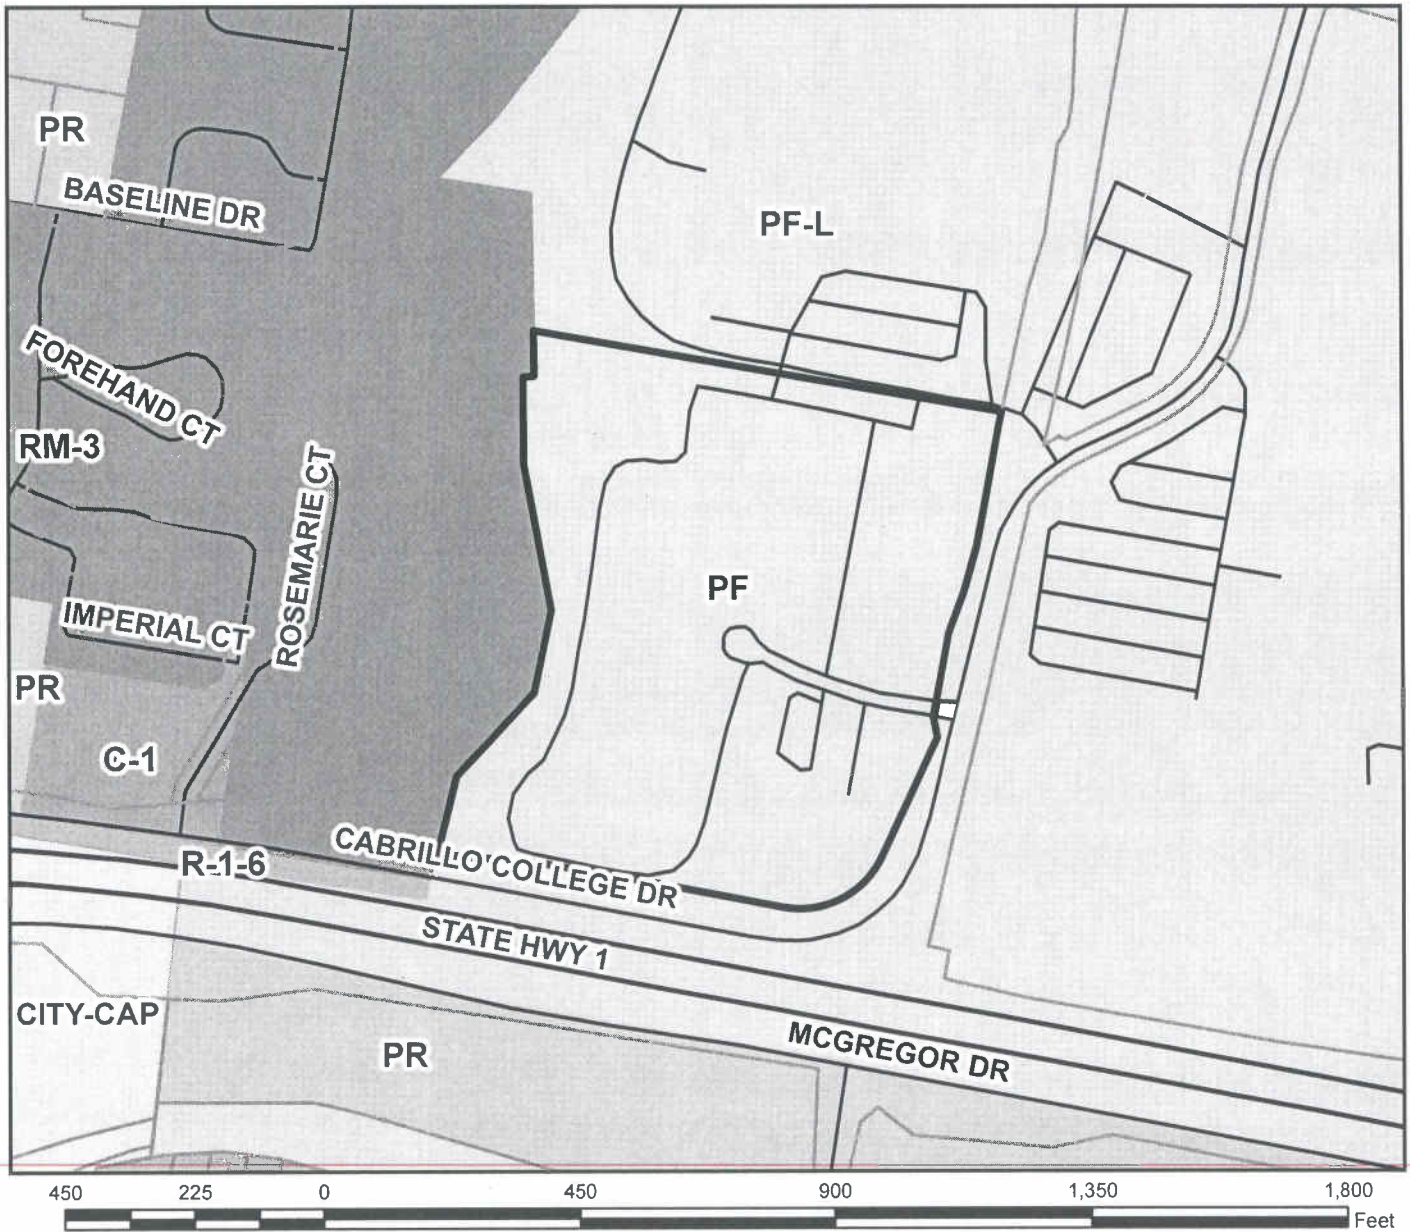 PR
BASELINE DR
PF-L
FOREHAND CT
RM-3
ROSEMARIE CT
PF
IMPERIAL CT
PR
C-1
CABRILLO COLLEGE DR
R-1-6
STATE HWY 1
CITY-CAP
PR
MCGREGOR DR
450 225 0 450 900 1,350 1,800
Feet